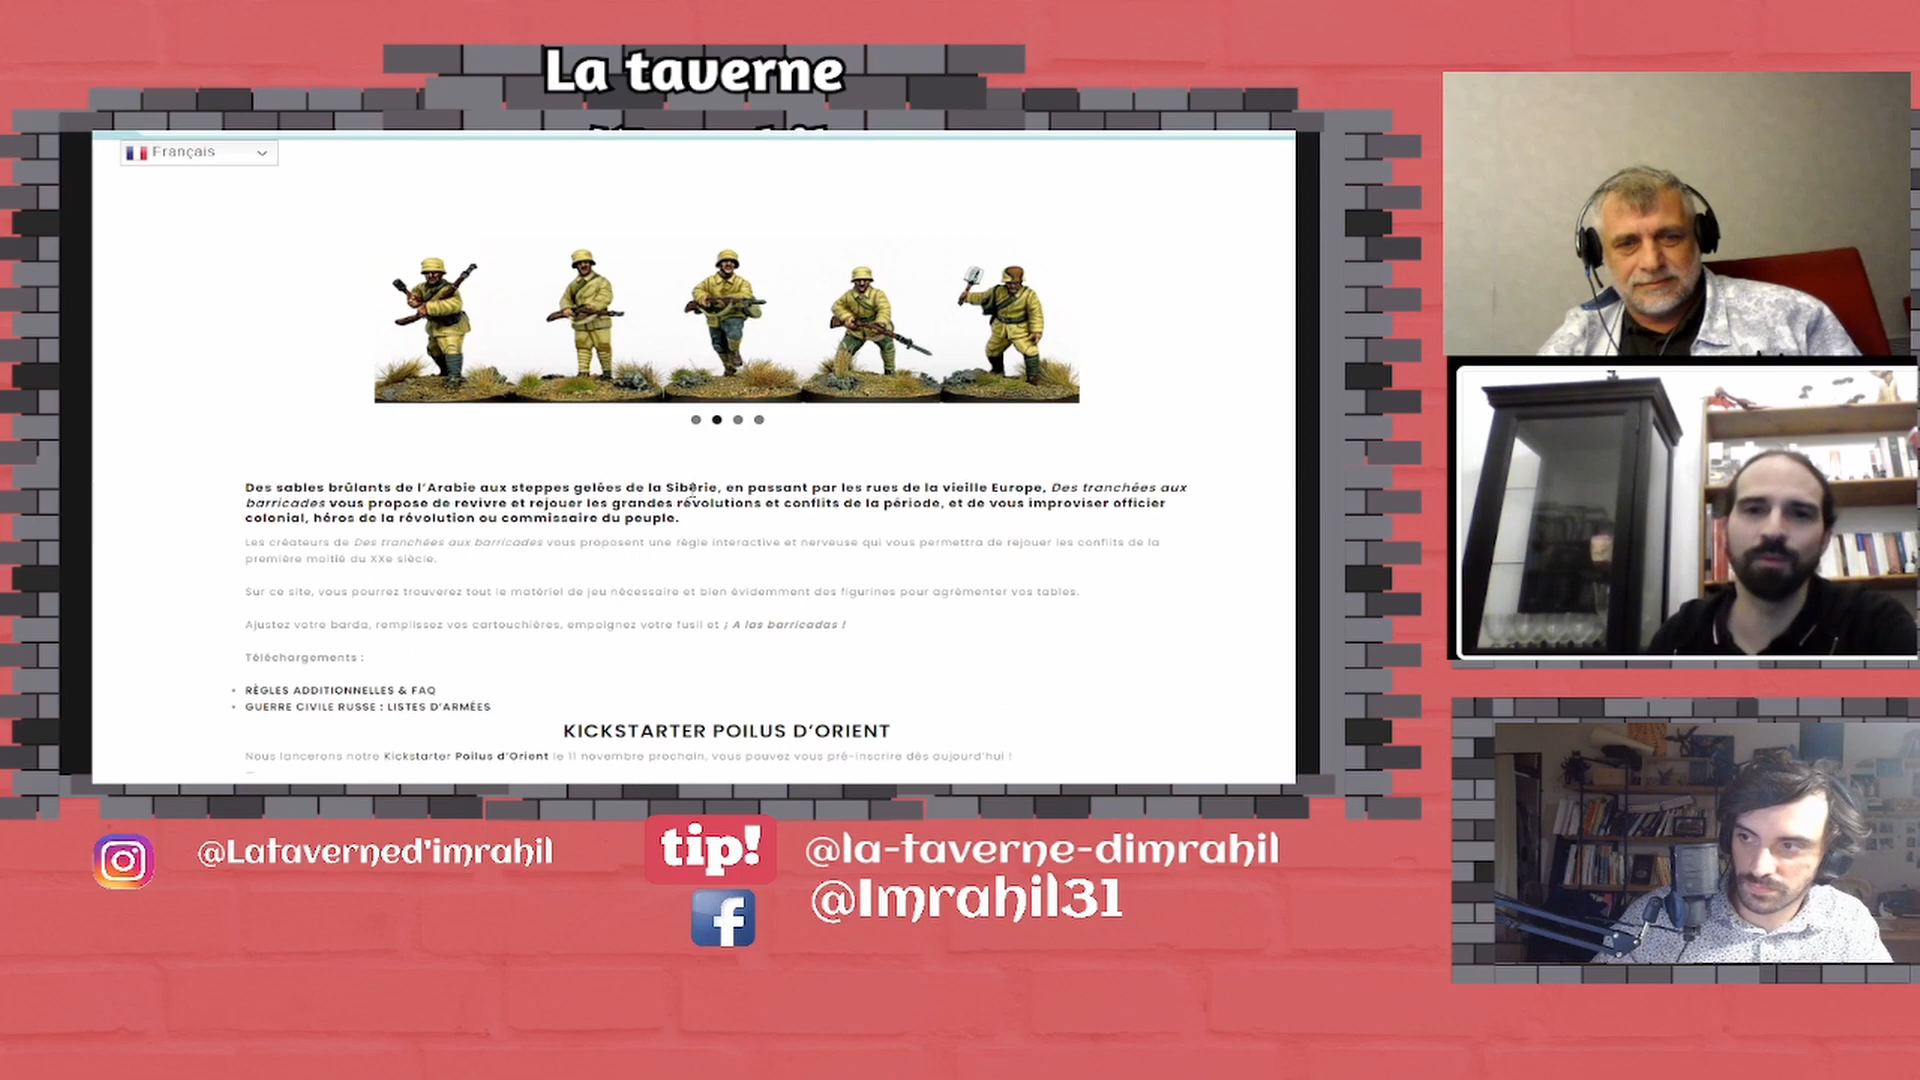 La taverne
Français
Des sables brûlants de l'Arabie aux steppes gelées de la Sibérie, en passant par les rues de la vieille Europe, Des tranchées aux
barricades vous propose de revivre et rejouer les grandes révolutions et conflits de la période, et de vous improviser officier
colonial, héros de la révolution ou commissaire du peuple.
Les créateurs de Des tranchées aux barricades vous proposent une règle interactive et nerveuse qui vous permettra de rejouer les conflits de la
première moitié du XXe siècle.
Sur ce site, vous pourrez trouverez tout le matériel de jeu nécessaire et bien évidemment des figurines pour agrémenter vos tables.
Ajustez votre barda, remplissez vos cartouchières, empoignez votre fusil et ¡ A las barricadas !
Téléchargements :
• RÈGLES ADDITIONNELLES & FAQ
• GUERRE CIVILE RUSSE : LISTES D'ARMÉES
KICKSTARTER POILUS D'ORIENT
Nous lancerons notre Kickstarter Poilus d'Orient le 11 novembre prochain, vous pouvez vous pré-inscrire dès aujourd'hui !
@Lataverned'imrahil
tip!
@la-taverne-dimrahil
f
@Imrahil31